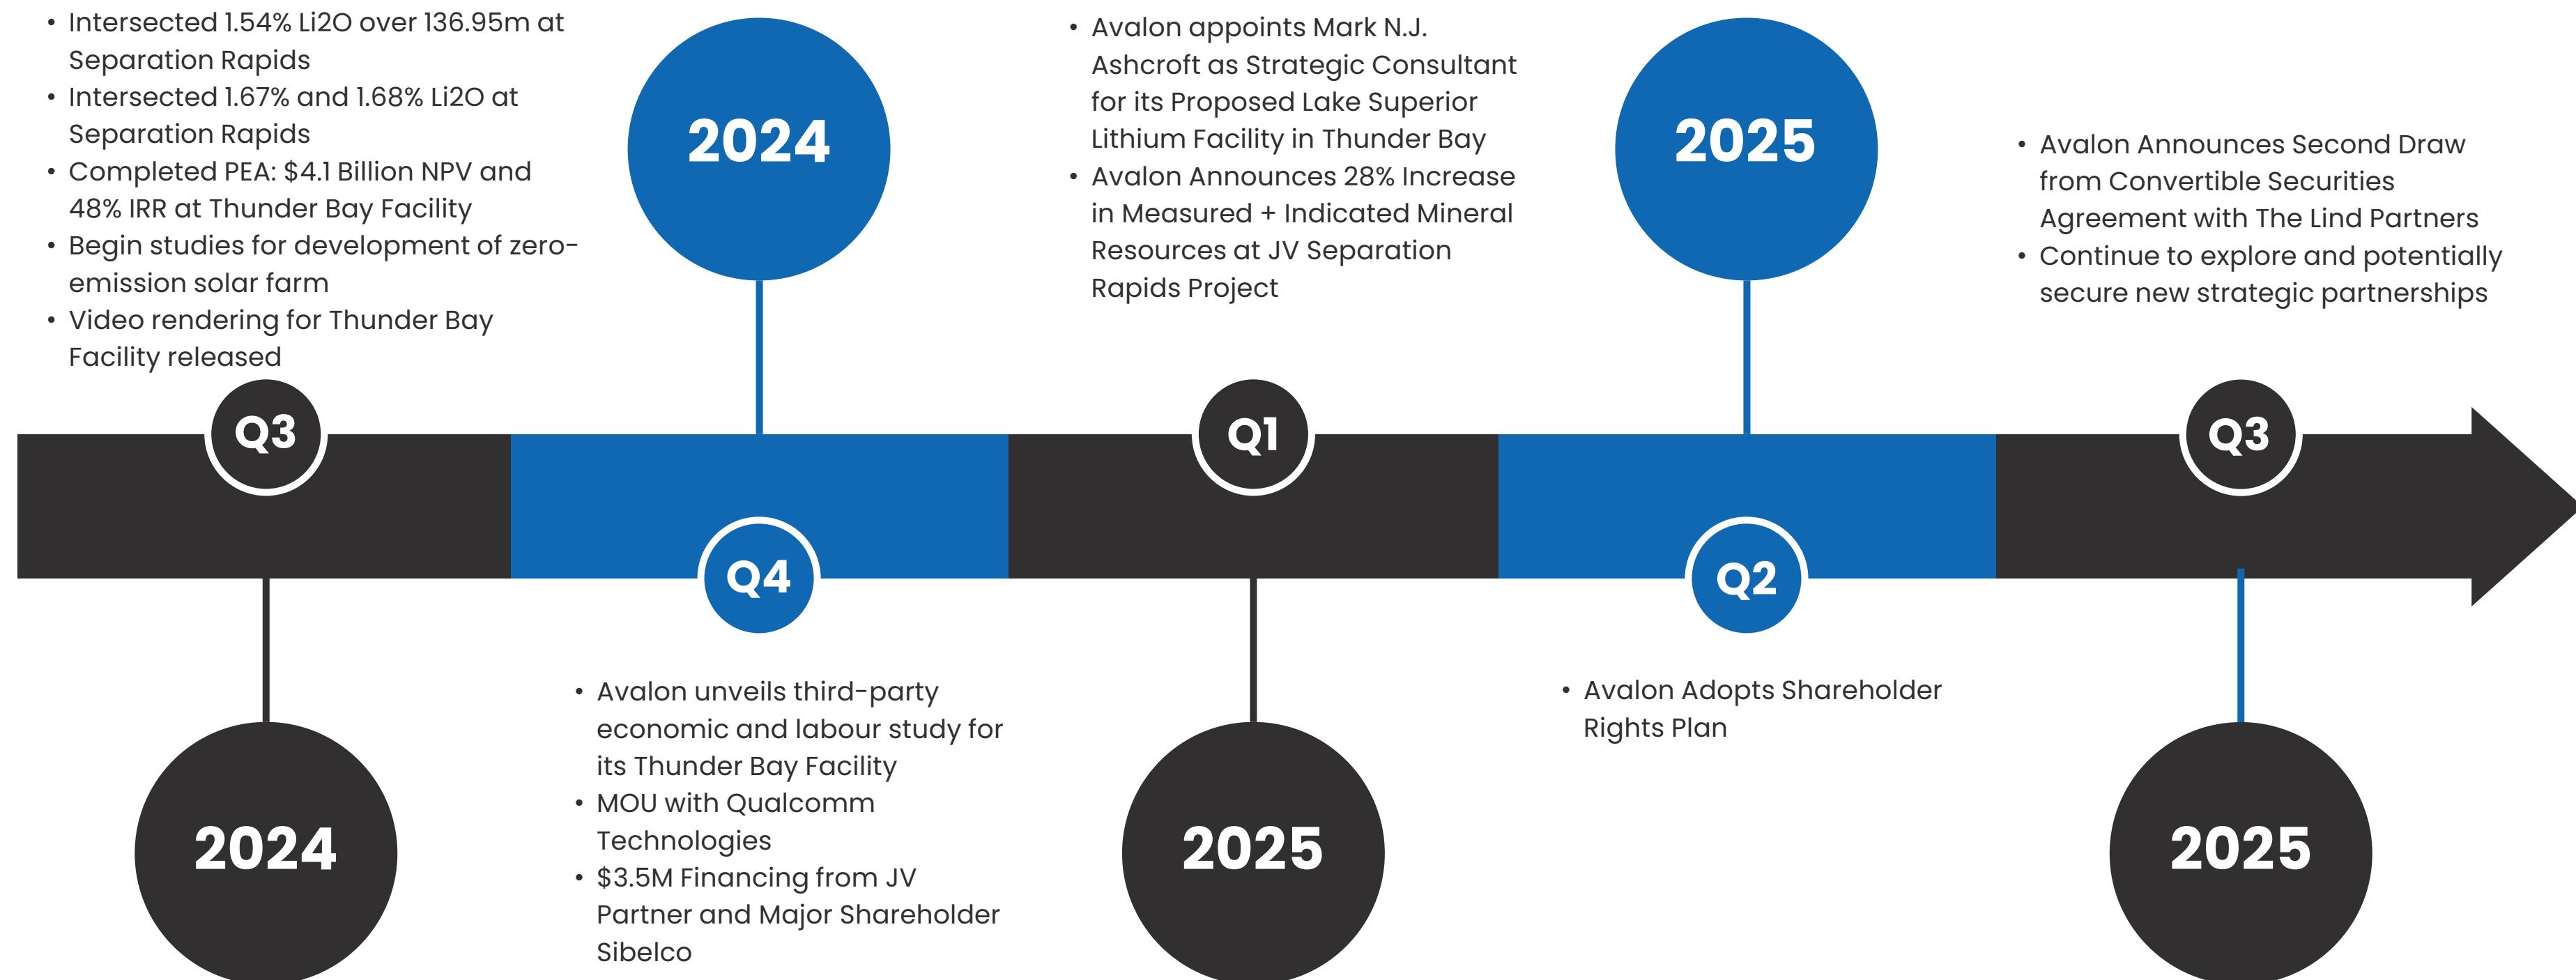 • Intersected 1.54% Li2O over 136.95m at
Separation Rapids
• Intersected 1.67% and 1.68% Li2O at
Separation Rapids
• Completed PEA: $4.1 Billion NPV and
48% IRR at Thunder Bay Facility
• Begin studies for development of zero-
emission solar farm
• Video rendering for Thunder Bay
Facility released
Q3
2024
2024
Q4
• Avalon unveils third-party
economic and labour study for
its Thunder Bay Facility
• MOU with Qualcomm
Technologies
• $3.5M Financing from JV
Partner and Major Shareholder
Sibelco
• Avalon appoints Mark N.J.
Ashcroft as Strategic Consultant
for its Proposed Lake Superior
Lithium Facility in Thunder Bay
• Avalon Announces 28% Increase
in Measured + Indicated Mineral
Resources at JV Separation
Rapids Project
Q1
2025
2025
Q2
• Avalon Adopts Shareholder
Rights Plan
• Avalon Announces Second Draw
from Convertible Securities
Agreement with The Lind Partners
• Continue to explore and potentially
secure new strategic partnerships
Q3
2025